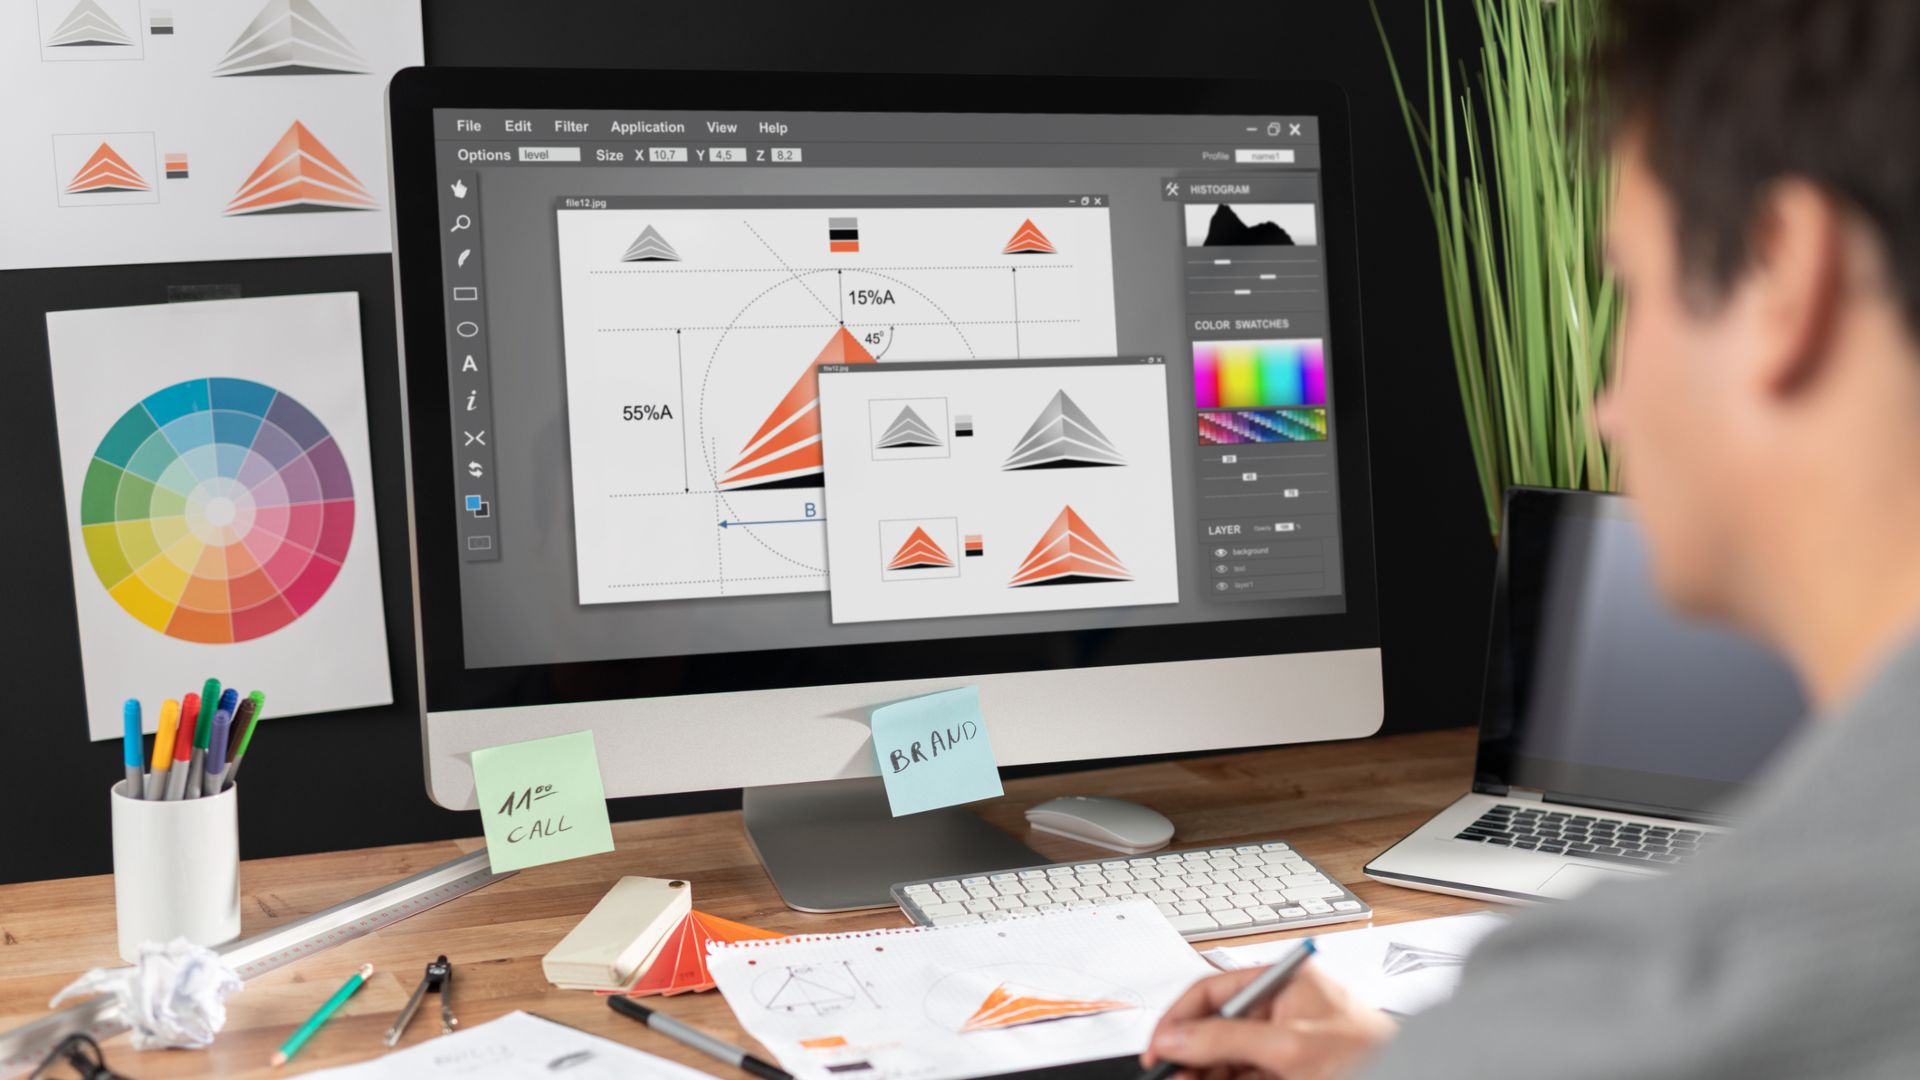 File Edit Filter Application View Help
Options level Size X 10,7 Y 4,5 Z 8,2
Profile name1
file12.jpg
HISTOGRAM
15%A
45°
55%A
B
file12.jpg
COLOR SWATCHES
LAYER Opacity
background
text
layer1
A
i
11⁰⁰
CALL
BRAND